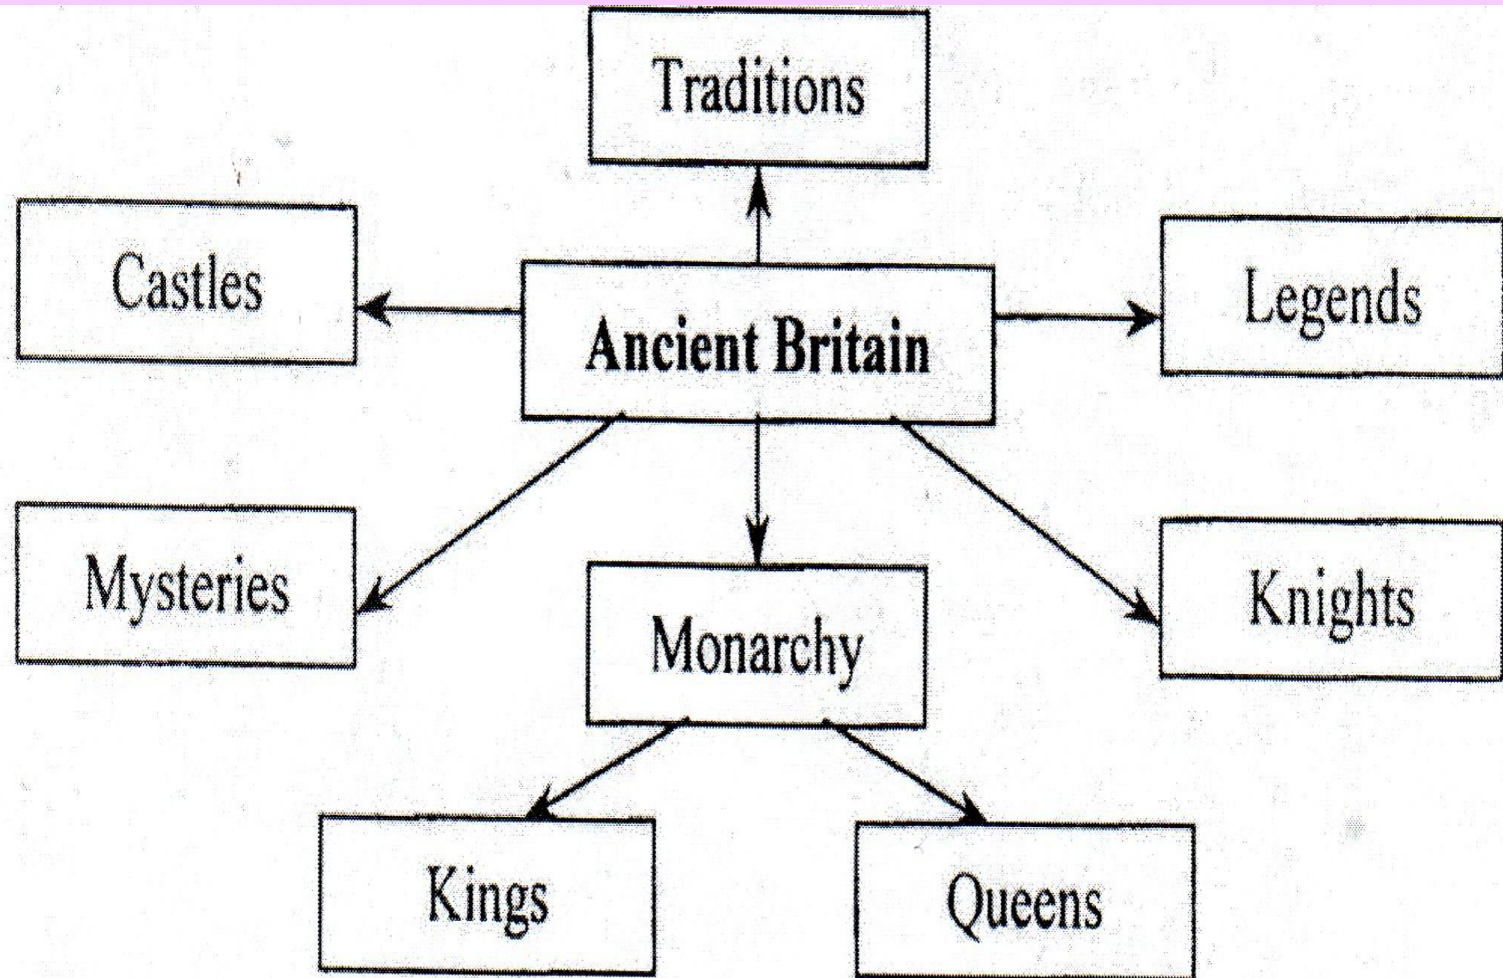 Traditions
Castles
Ancient Britain
Legends
Mysteries
Monarchy
Knights
Kings
Queens